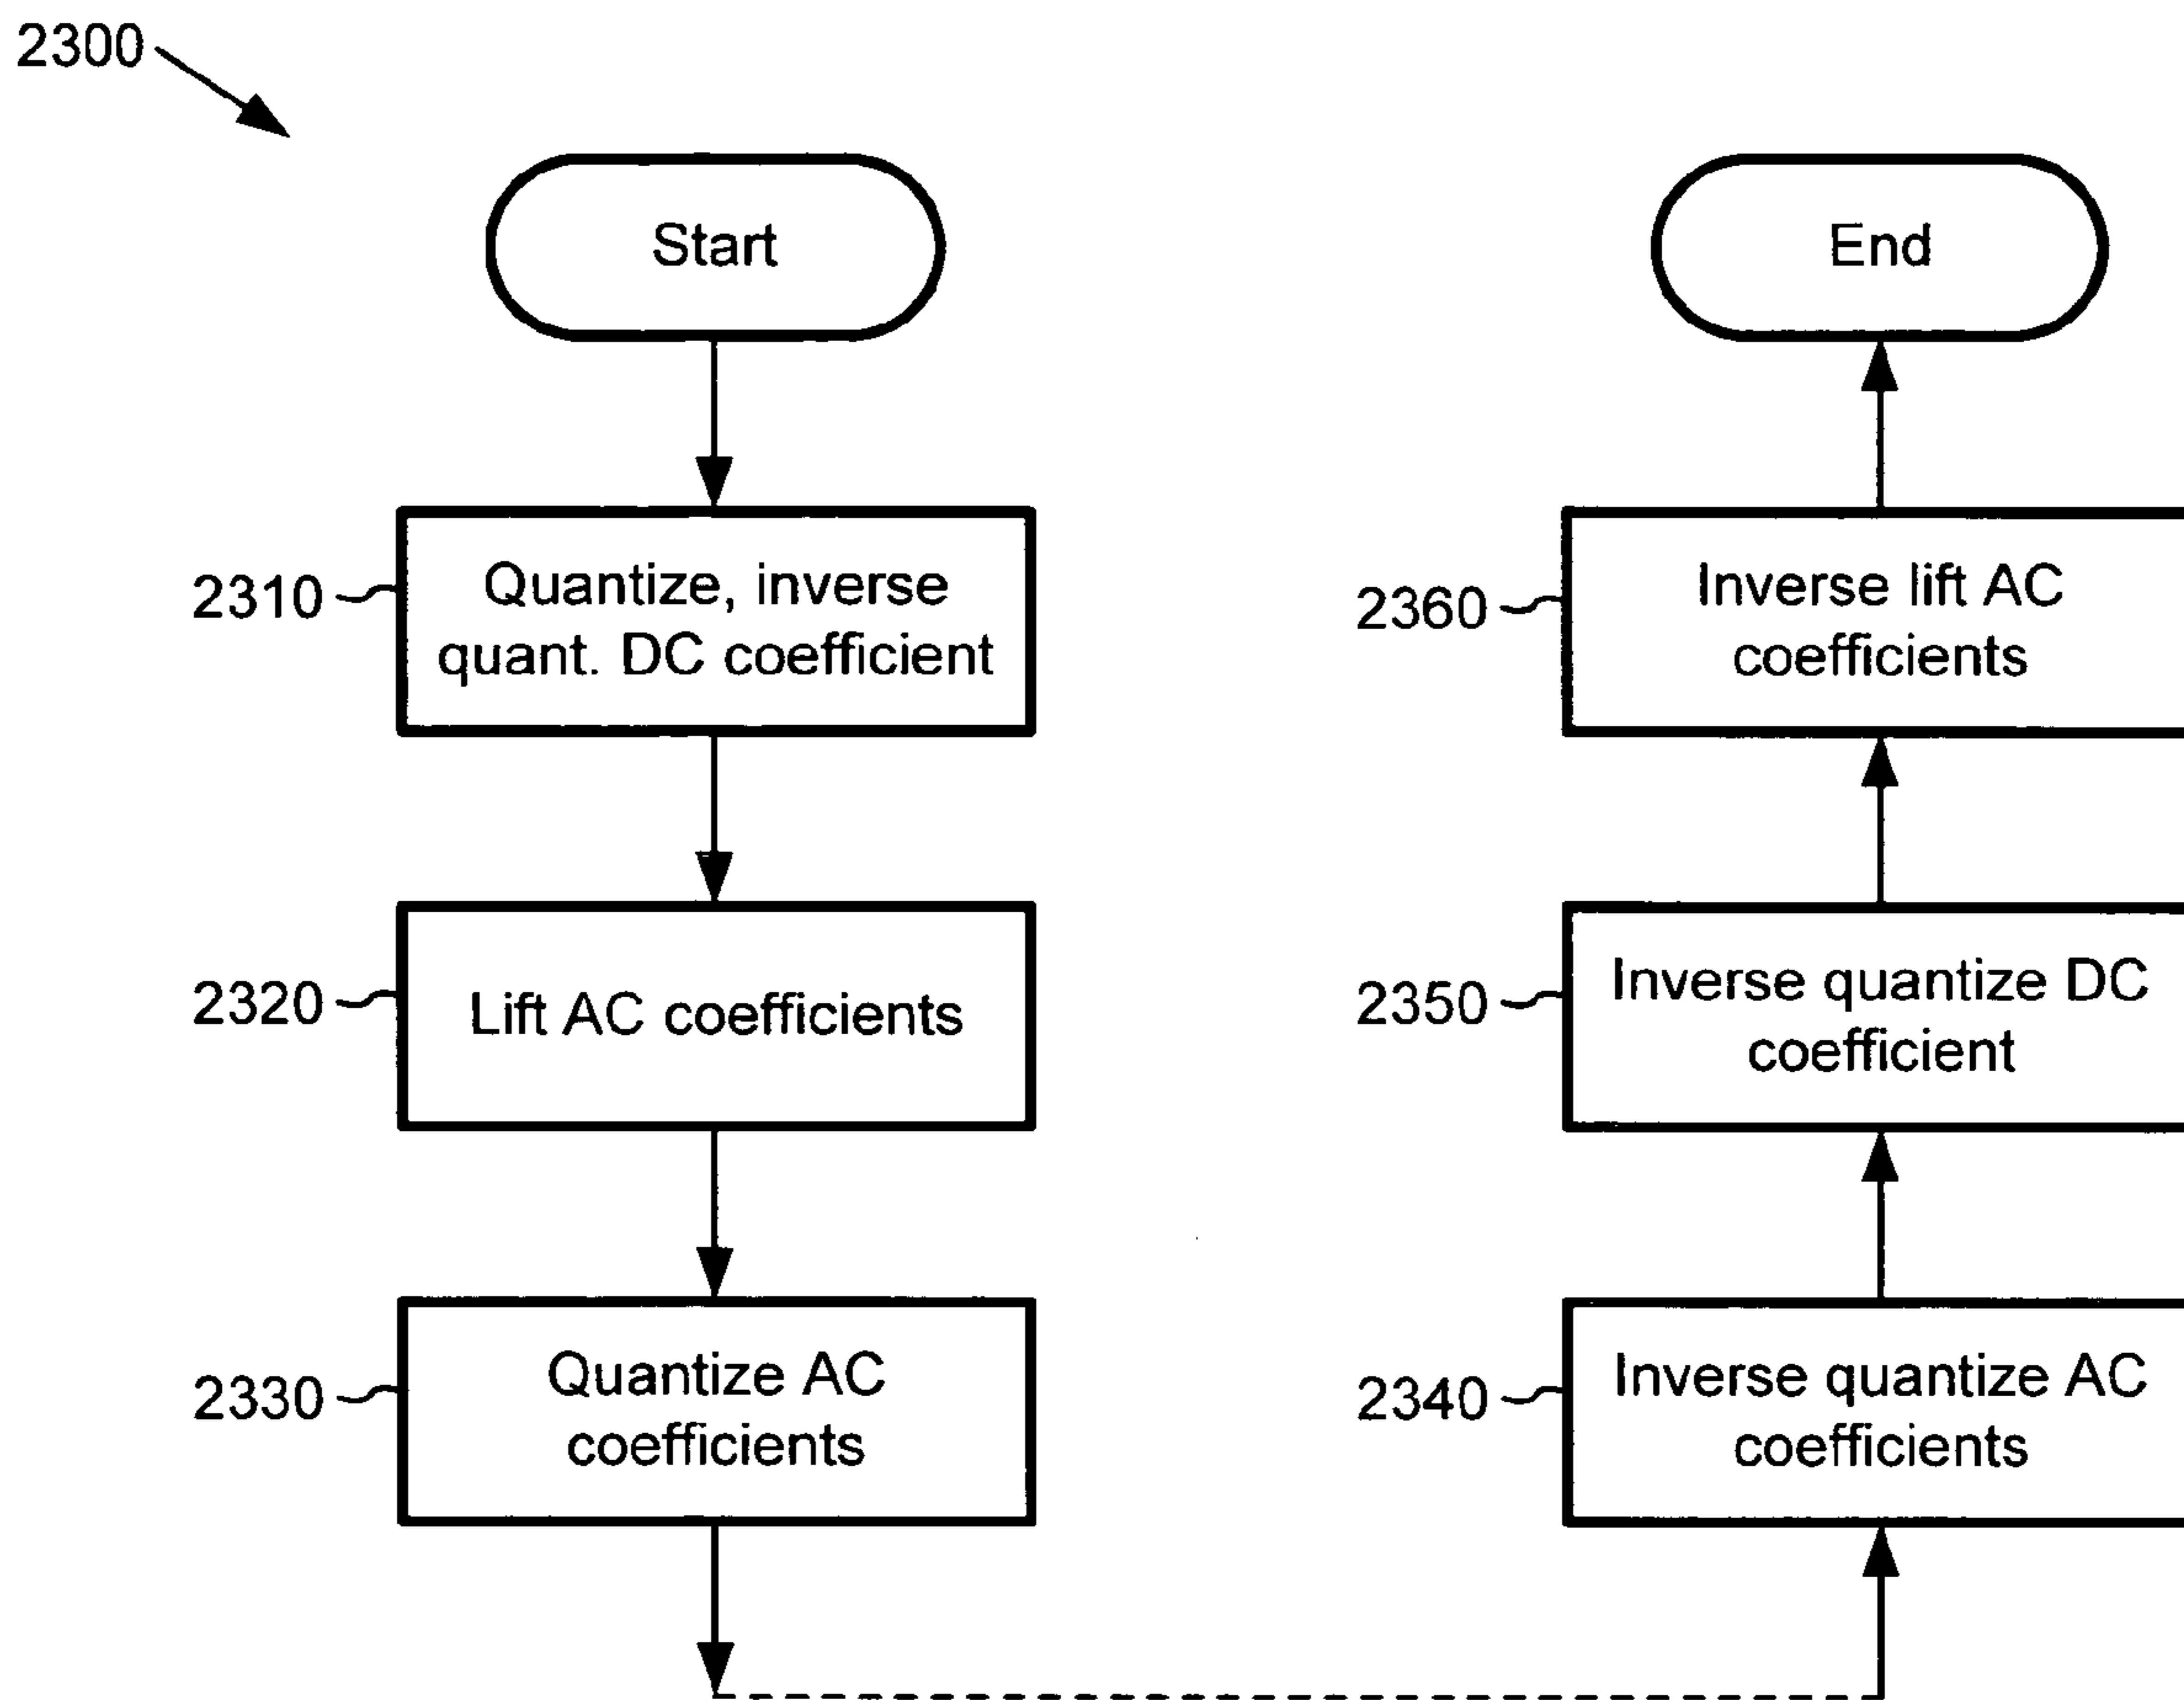 2300
Start
2310
Quantize, inverse
quant. DC coefficient
2320
Lift AC coefficients
2330
Quantize AC
coefficients
End
2360
Inverse lift AC
coefficients
2350
Inverse quantize DC
coefficient
2340
Inverse quantize AC
coefficients